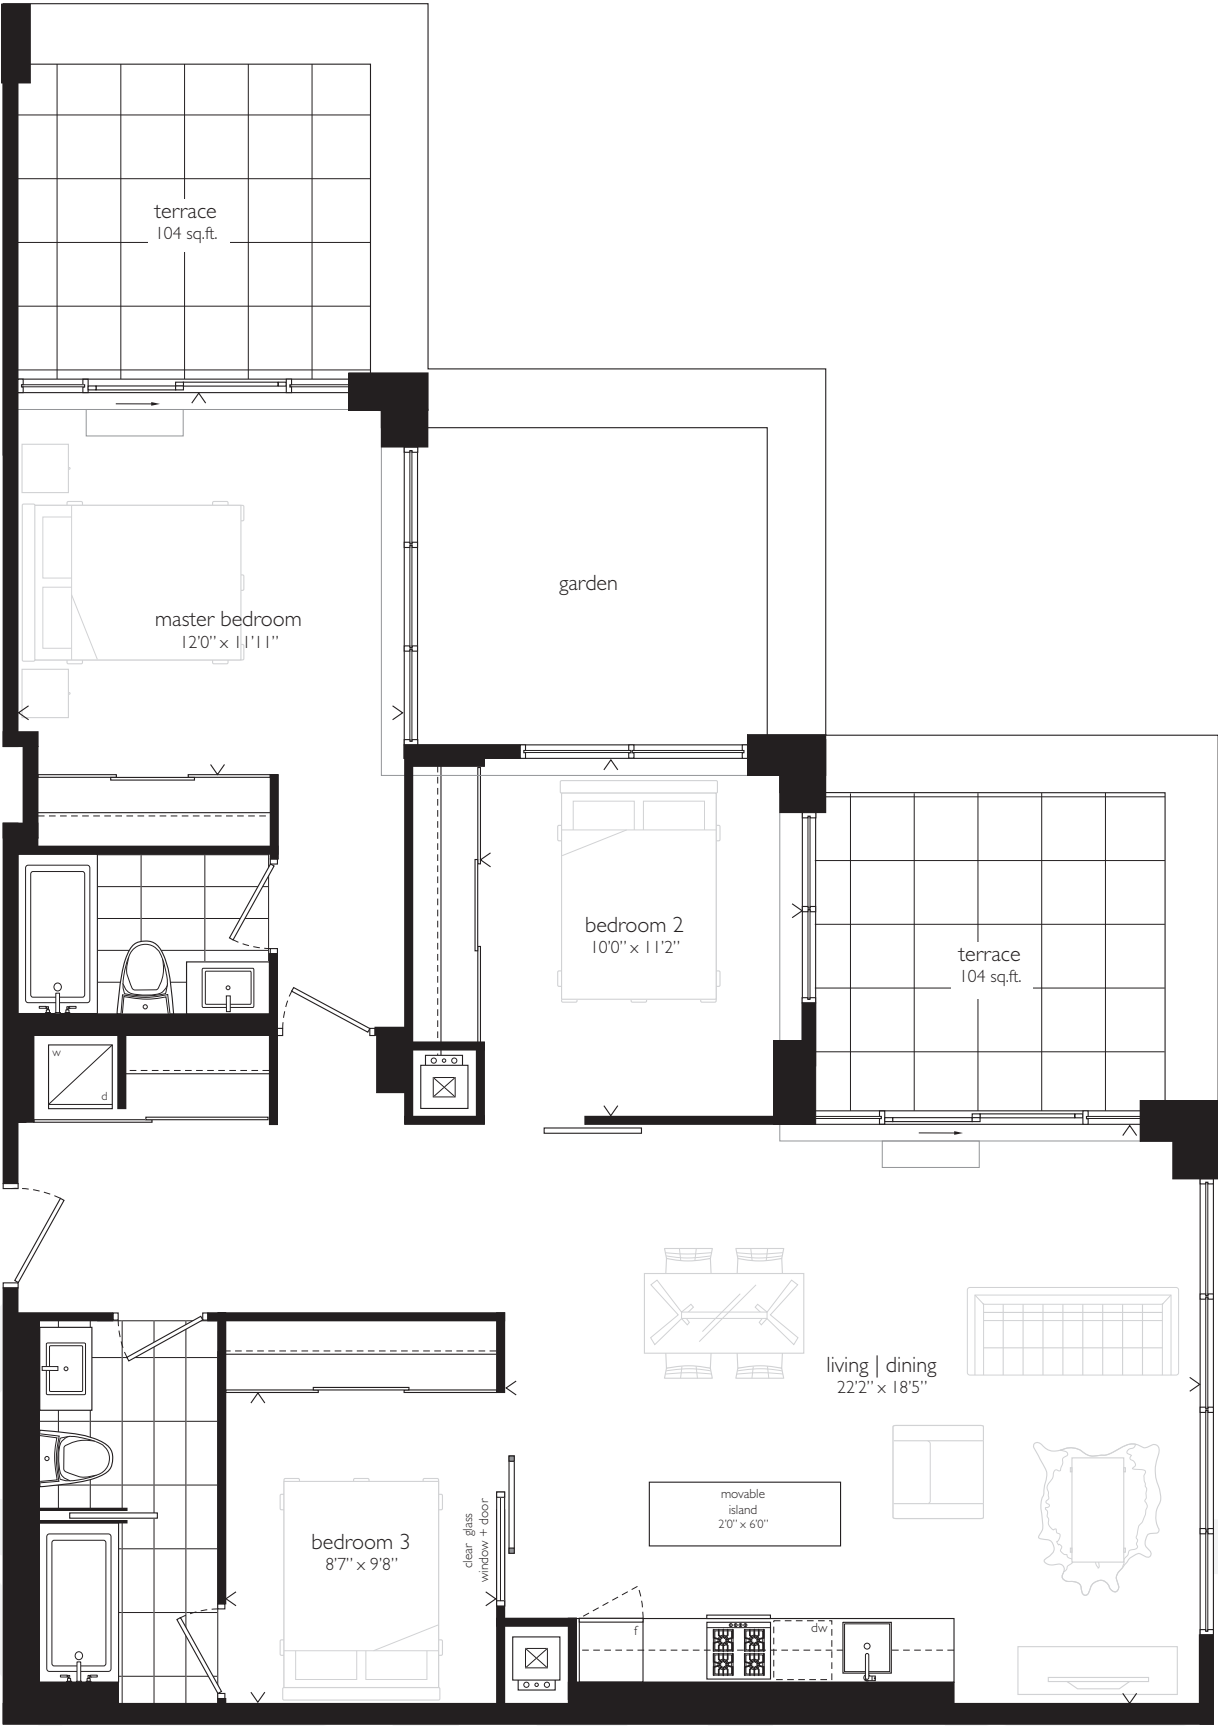 terrace
104 sq.ft.
garden
master bedroom
12'0" x 11'11"
bedroom 2
10'0" x 11'2"
terrace
104 sq.ft.
w
d
living | dining
22'2" x 18'5"
movable
island
2'0" x 6'0"
clear glass
window + door
bedroom 3
8'7" x 9'8"
f
dw